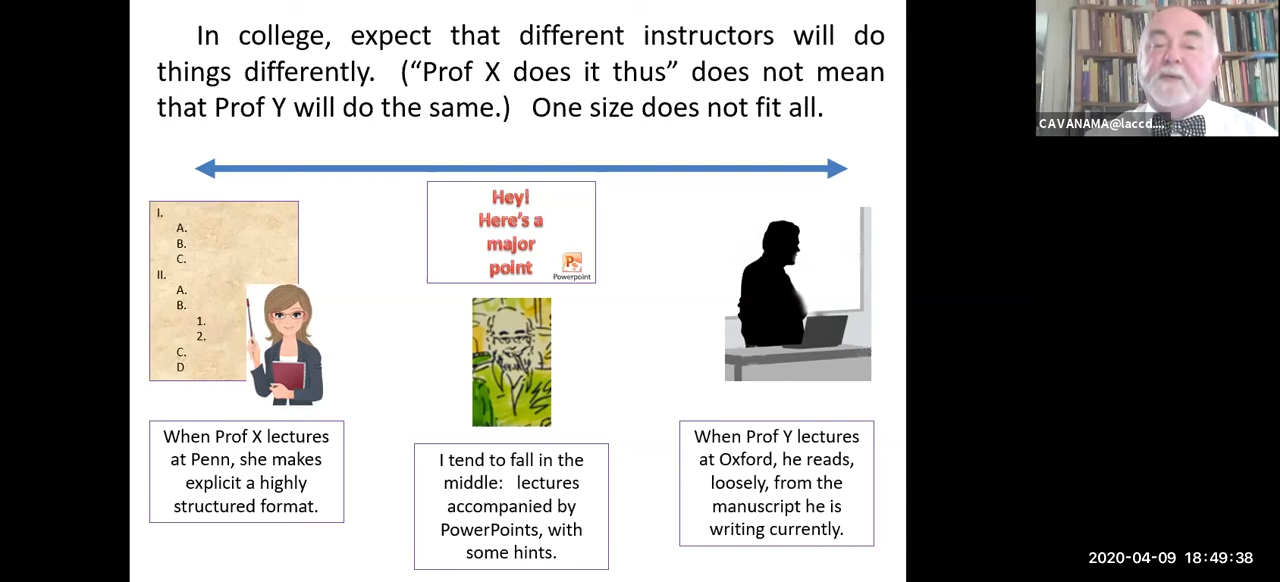 In college, expect that different instructors will do
things differently. (“Prof X does it thus” does not mean
that Prof Y will do the same.) One size does not fit all.
CAVANAMA@laccd....
I.
A.
B.
C.
II.
A.
B.
1.
2.
C.
D
Hey!
Here's a
major
point
Powerpoint
When Prof X lectures
at Penn, she makes
explicit a highly
structured format.
I tend to fall in the
middle: lectures
accompanied by
PowerPoints, with
some hints.
When Prof Y lectures
at Oxford, he reads,
loosely, from the
manuscript he is
writing currently.
2020-04-09 18:49:38